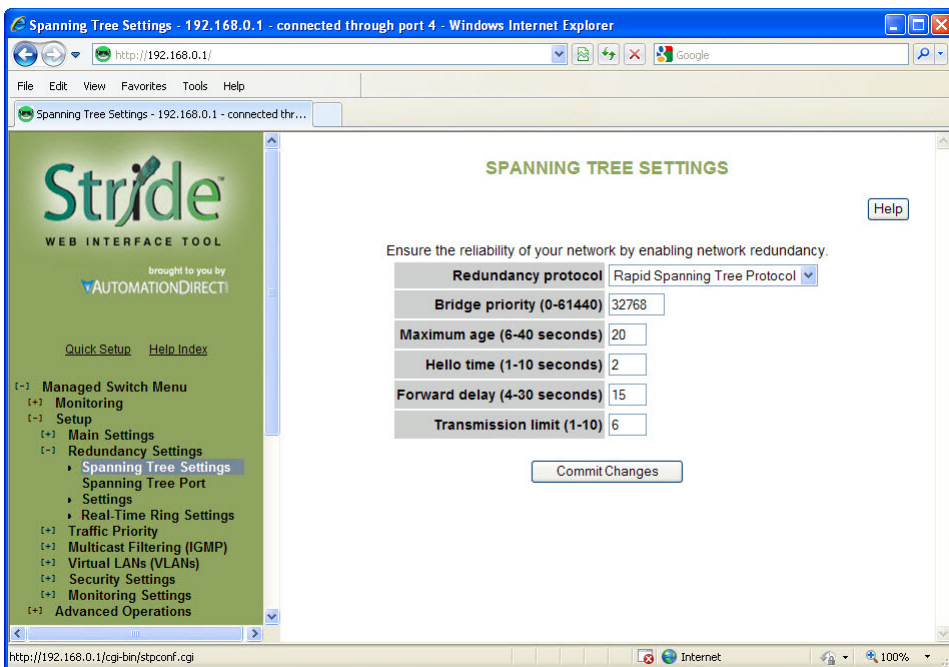 Spanning Tree Settings - 192.168.0.1 - connected through port 4 - Windows Internet Explorer
http://192.168.0.1/
Google
File Edit View Favorites Tools Help
Spanning Tree Settings - 192.168.0.1 - connected thr...
Stride™
WEB INTERFACE TOOL
brought to you by
AUTOMATIONDIRECT
Quick Setup Help Index
[-] Managed Switch Menu
[+] Monitoring
[-] Setup
[+] Main Settings
[-] Redundancy Settings
Spanning Tree Settings
Spanning Tree Port
Settings
Real-Time Ring Settings
[+] Traffic Priority
[+] Multicast Filtering (IGMP)
[+] Virtual LANs (VLANs)
[+] Security Settings
[+] Monitoring Settings
[+] Advanced Operations
SPANNING TREE SETTINGS
Help
Ensure the reliability of your network by enabling network redundancy.
Redundancy protocol Rapid Spanning Tree Protocol
Bridge priority (0-61440) 32768
Maximum age (6-40 seconds) 20
Hello time (1-10 seconds) 2
Forward delay (4-30 seconds) 15
Transmission limit (1-10) 6
Commit Changes
http://192.168.0.1/cgi-bin/stpconf.cgi
Internet
100%